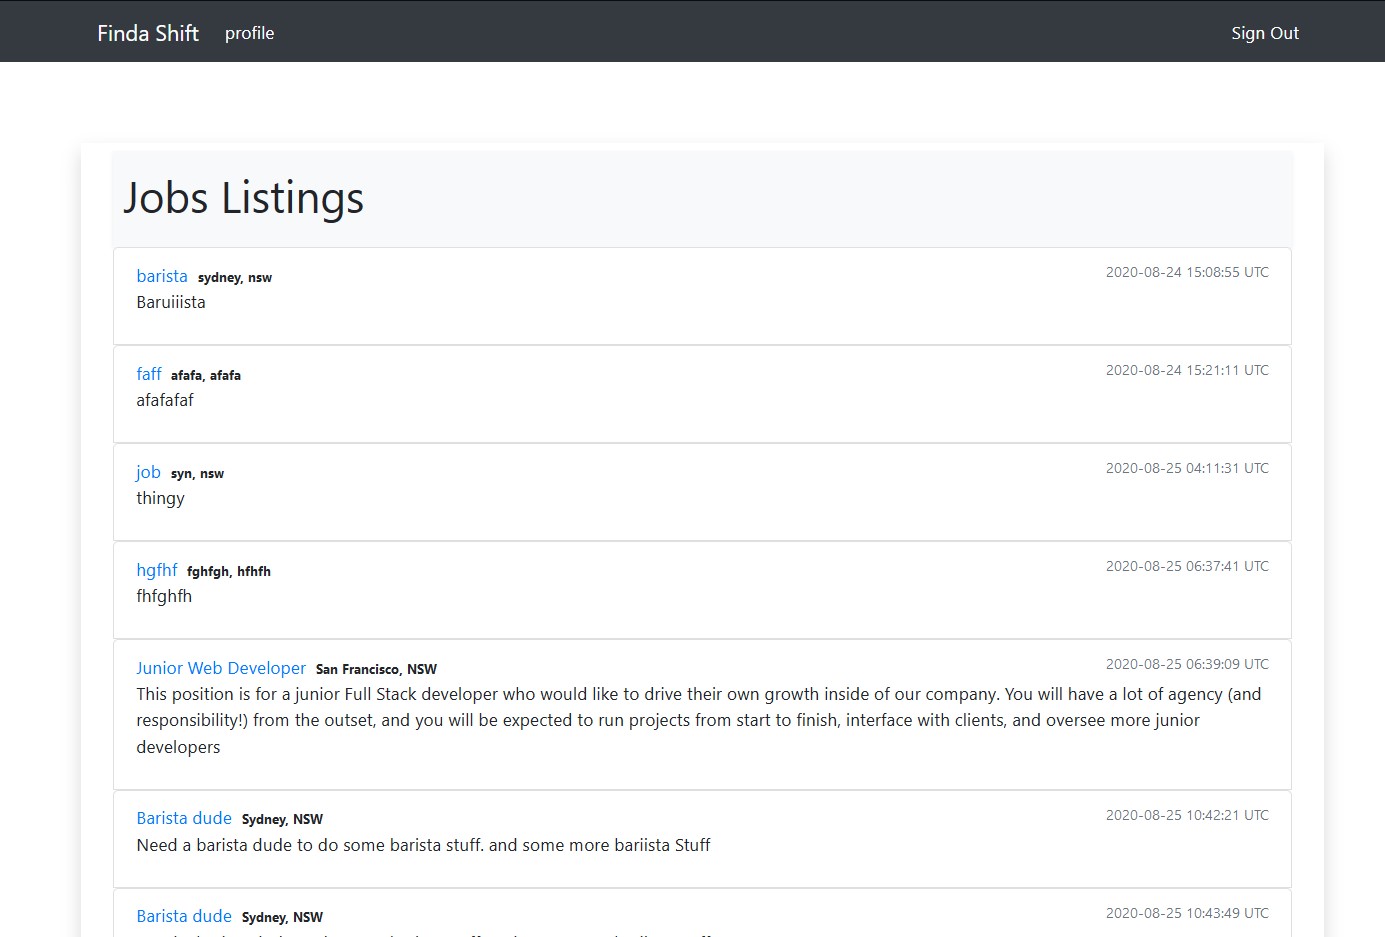 Finda Shift profile Sign Out
Jobs Listings
barista sydney, nsw 2020-08-24 15:08:55 UTC
Baruiiista
faff afafa, afafa 2020-08-24 15:21:11 UTC
afafafaf
job syn, nsw 2020-08-25 04:11:31 UTC
thingy
hgfhf fghfgh, hfhfh 2020-08-25 06:37:41 UTC
fhfghfh
Junior Web Developer San Francisco, NSW 2020-08-25 06:39:09 UTC
This position is for a junior Full Stack developer who would like to drive their own growth inside of our company. You will have a lot of agency (and
responsibility!) from the outset, and you will be expected to run projects from start to finish, interface with clients, and oversee more junior
developers
Barista dude Sydney, NSW 2020-08-25 10:42:21 UTC
Need a barista dude to do some barista stuff. and some more bariista Stuff
Barista dude Sydney, NSW 2020-08-25 10:43:49 UTC